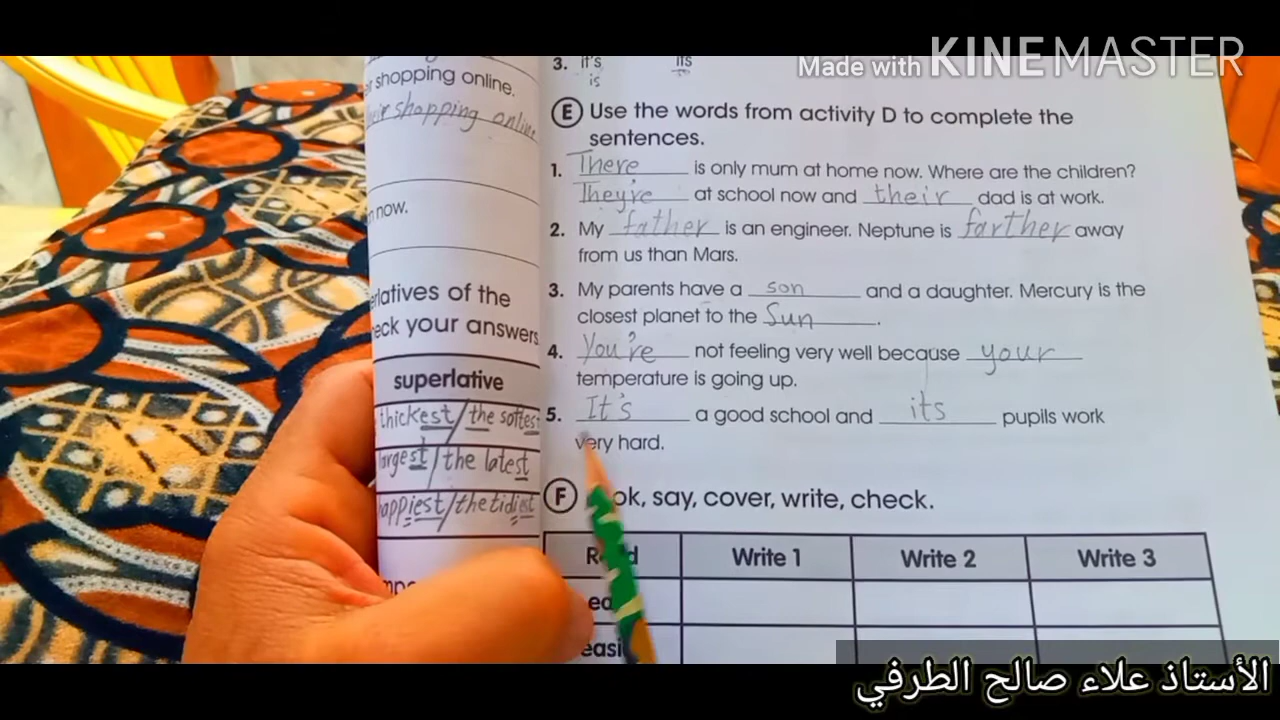 Made with KINEMASTER
shopping online.
shopping online
now.
latives of the
eck your answers
superlative
thickest / the softes
largest / the latest
happiest / the tidiest
3. it's its
is
E Use the words from activity D to complete the
sentences.
1. There is only mum at home now. Where are the children?
They're at school now and their dad is at work.
2. My father is an engineer. Neptune is farther away
from us than Mars.
3. My parents have a son and a daughter. Mercury is the
closest planet to the Sun.
4. You're not feeling very well because your
temperature is going up.
5. It's a good school and its pupils work
very hard.
F ok, say, cover, write, check.
Read Write 1 Write 2 Write 3
ea
easi
الأستاذ علاء صالح الطرفي